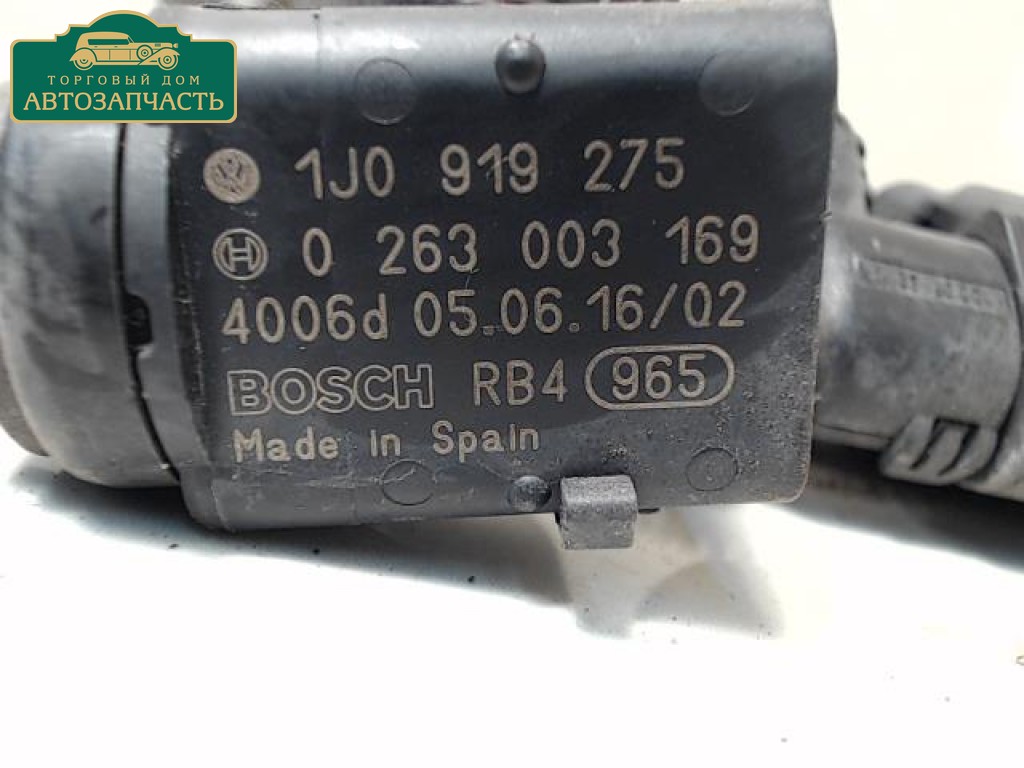 ТОРГОВЫЙ ДОМ
АВТОЗАПЧАСТЬ
1J0 919 275
0 263 003 169
4006d 05.06.16/02
BOSCH RB4 965
Made in Spain